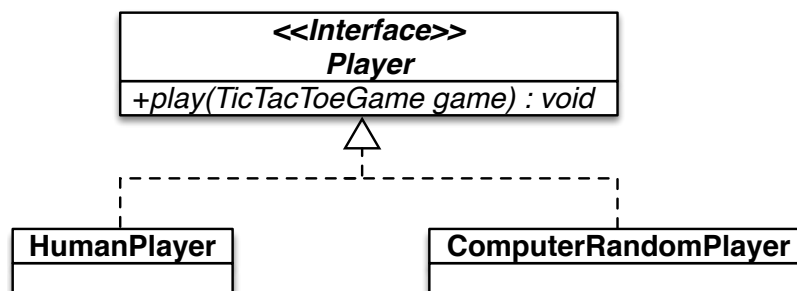 <<Interface>>
Player
+play(TicTacToeGame game) : void
HumanPlayer
ComputerRandomPlayer